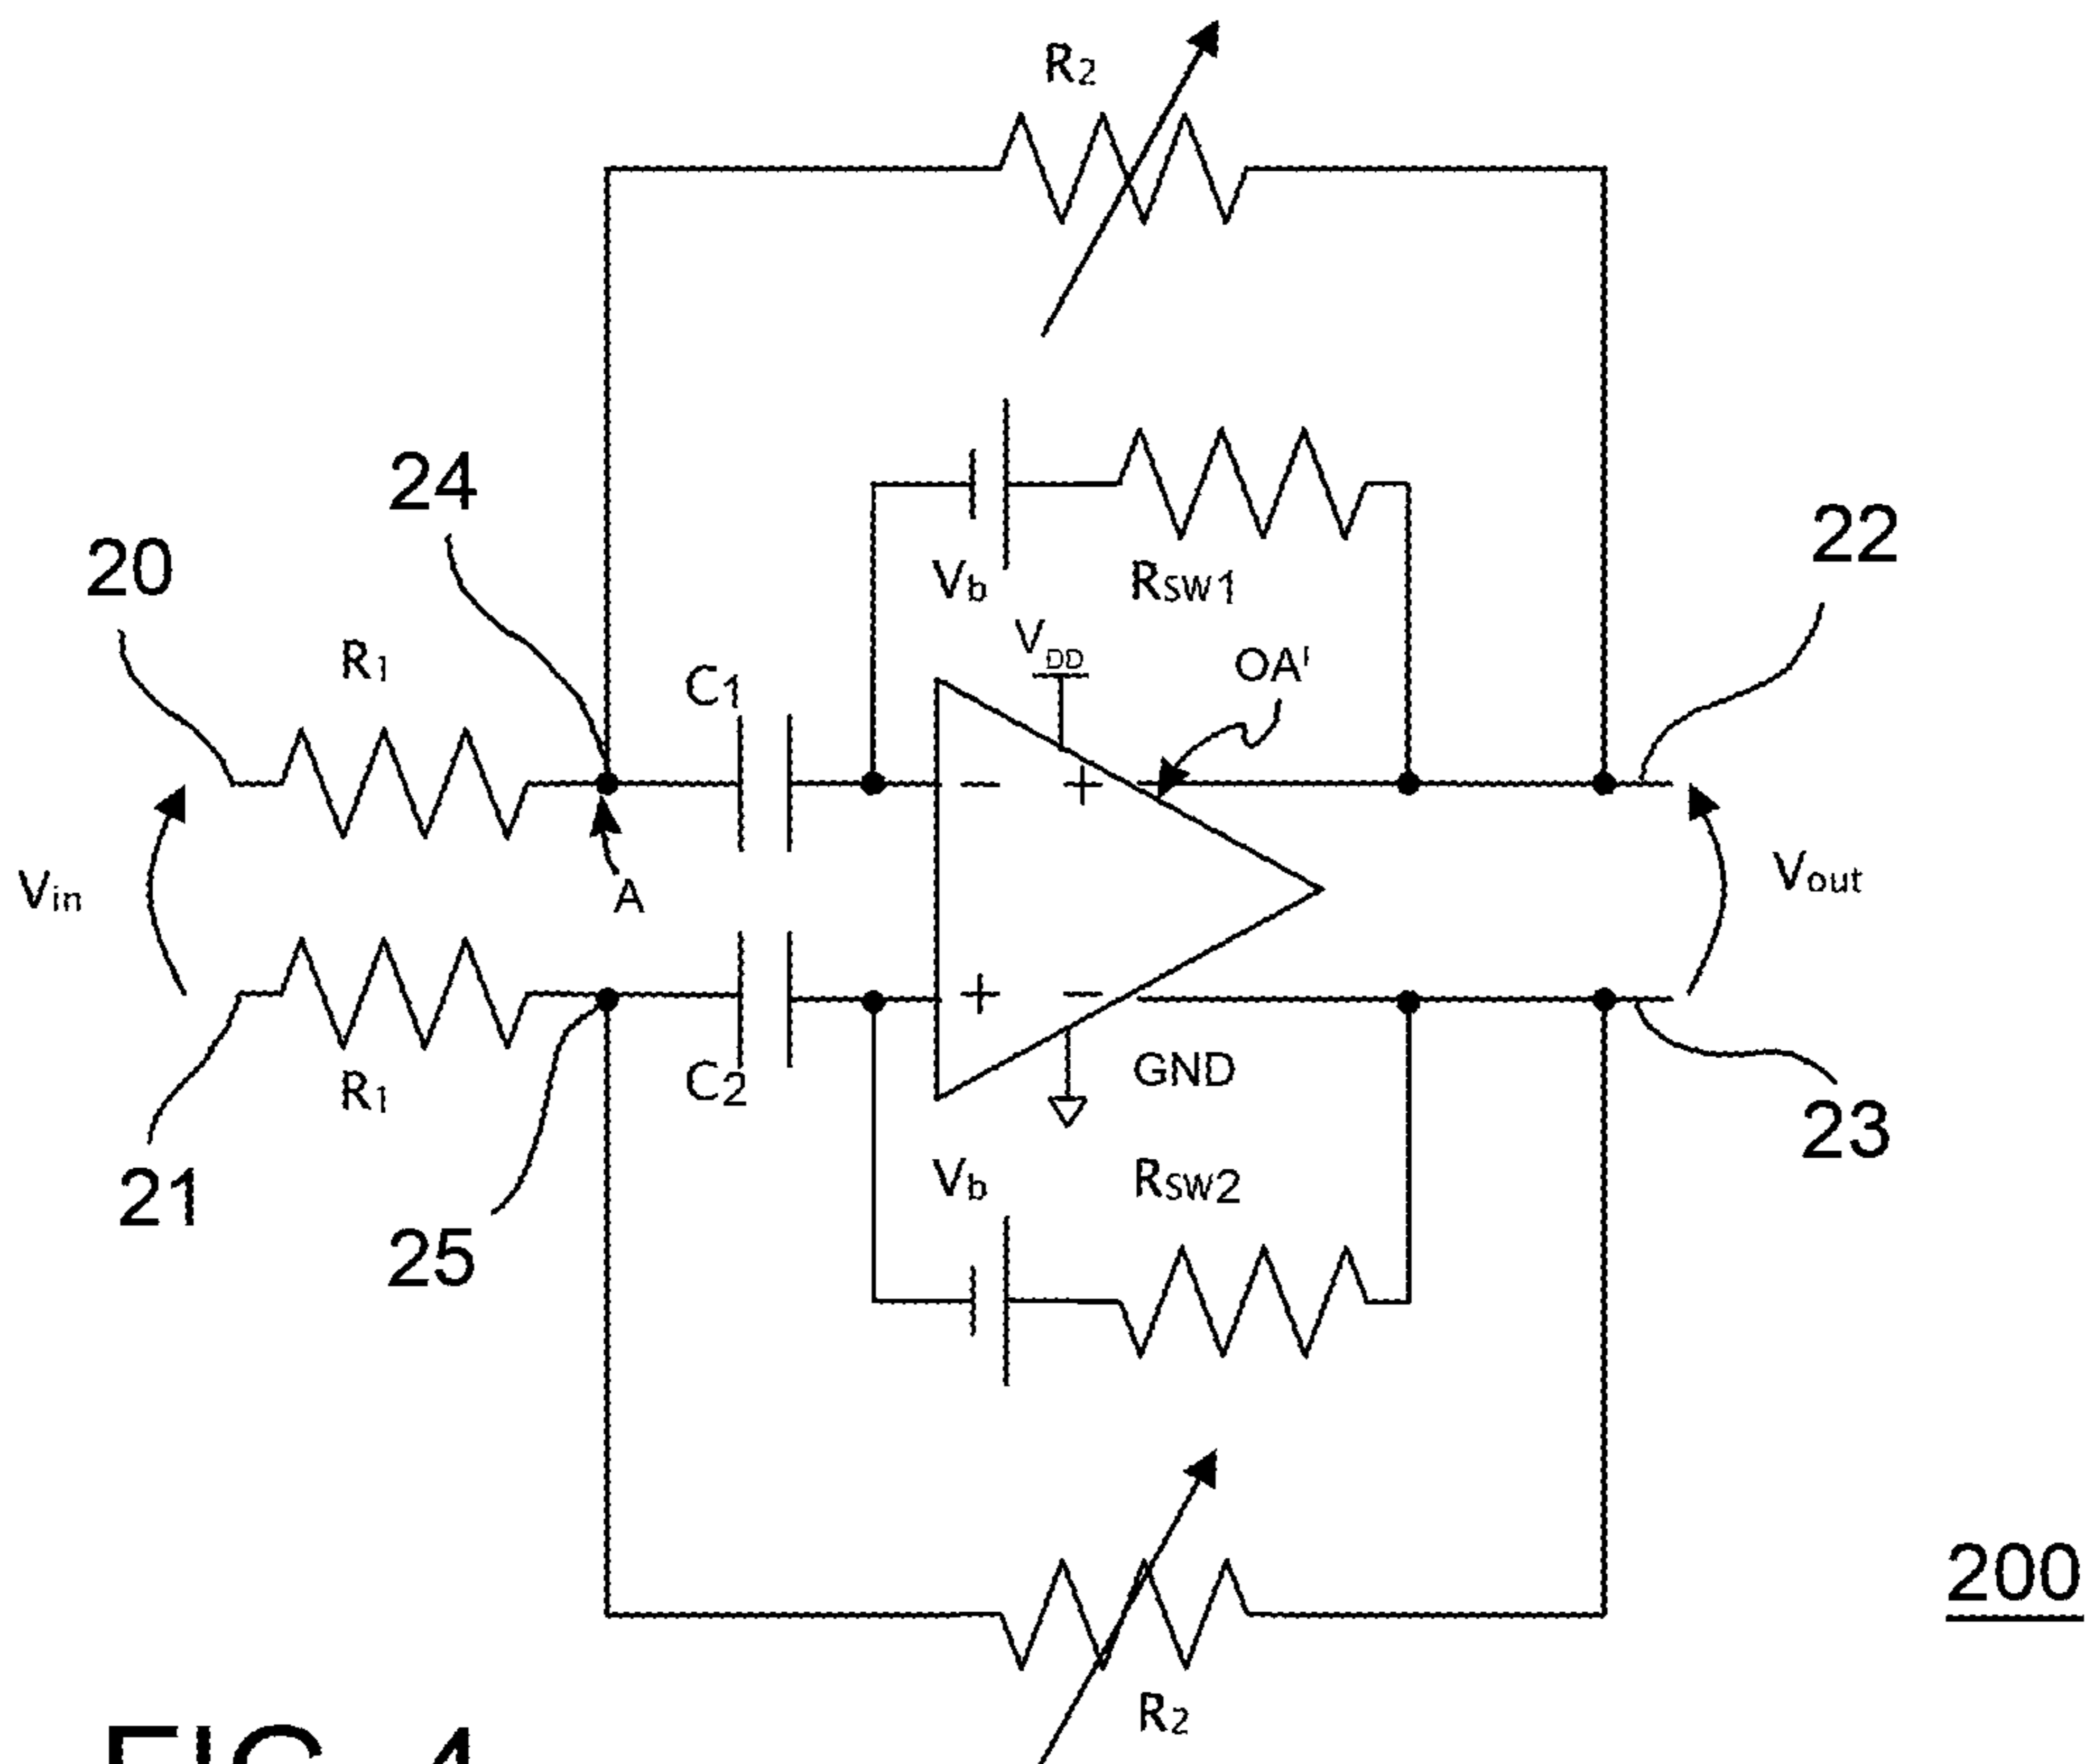 R2
24
22
20
Vb
RSW1
VDD
OA'
R1
C1
Vin
A
Vout
+
−
+
−
GND
R1
C2
Vb
RSW2
21
25
23
200
R2
FIG. 4